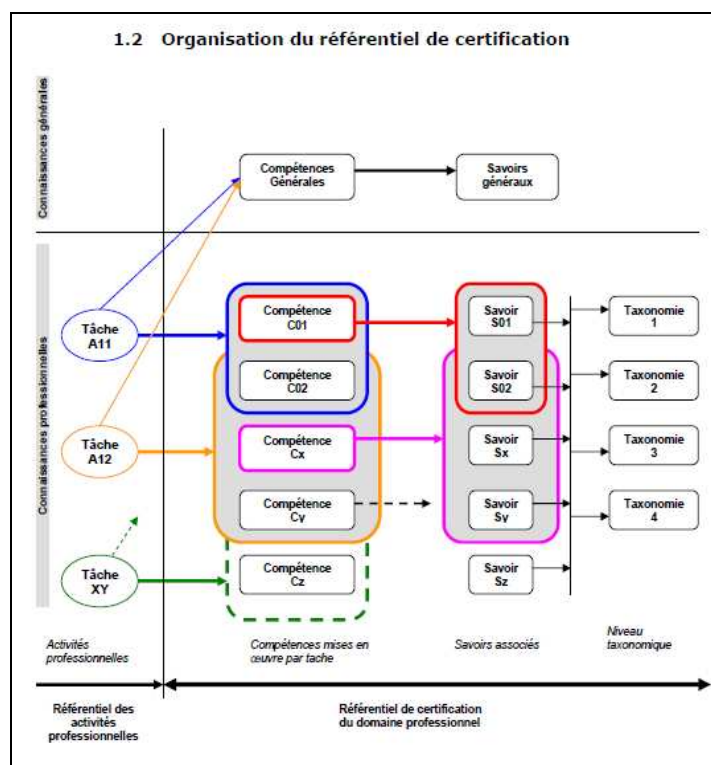 1.2 Organisation du référentiel de certification
Connaissances générales
Compétences
Générales
Savoirs
généraux
Connaissances professionnelles
Tâche
A11
Compétence
C01
Savoir
S01
Taxonomie
1
Compétence
C02
Savoir
S02
Taxonomie
2
Tâche
A12
Compétence
Cx
Savoir
Sx
Taxonomie
3
Compétence
Cy
Savoir
Sy
Taxonomie
4
Tâche
XY
Compétence
Cz
Savoir
Sz
Activités
professionnelles
Compétences mises en
œuvre par tache
Savoirs associés
Niveau
taxonomique
Référentiel des
activités
professionnelles
Référentiel de certification
du domaine professionnel